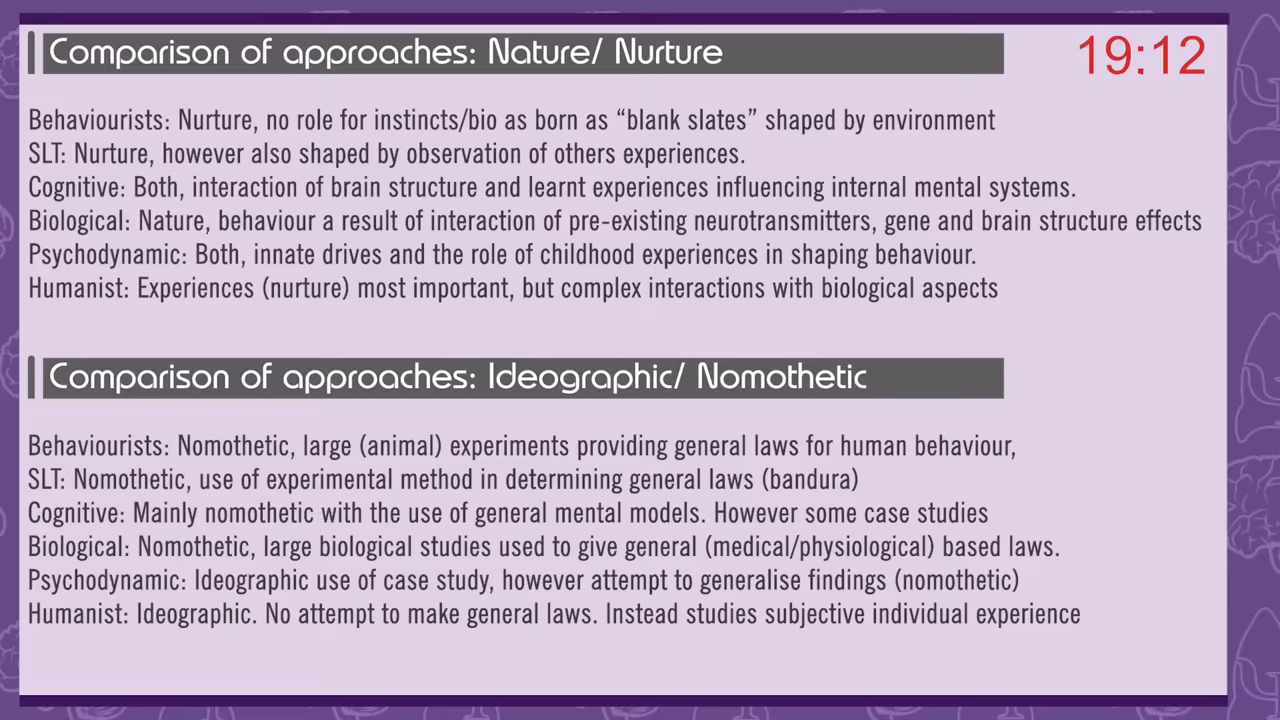 Comparison of approaches: Nature/ Nurture
19:12
Behaviourists: Nurture, no role for instincts/bio as born as “blank slates” shaped by environment
SLT: Nurture, however also shaped by observation of others experiences.
Cognitive: Both, interaction of brain structure and learnt experiences influencing internal mental systems.
Biological: Nature, behaviour a result of interaction of pre-existing neurotransmitters, gene and brain structure effects
Psychodynamic: Both, innate drives and the role of childhood experiences in shaping behaviour.
Humanist: Experiences (nurture) most important, but complex interactions with biological aspects
Comparison of approaches: Ideographic/ Nomothetic
Behaviourists: Nomothetic, large (animal) experiments providing general laws for human behaviour,
SLT: Nomothetic, use of experimental method in determining general laws (bandura)
Cognitive: Mainly nomothetic with the use of general mental models. However some case studies
Biological: Nomothetic, large biological studies used to give general (medical/physiological) based laws.
Psychodynamic: Ideographic use of case study, however attempt to generalise findings (nomothetic)
Humanist: Ideographic. No attempt to make general laws. Instead studies subjective individual experience